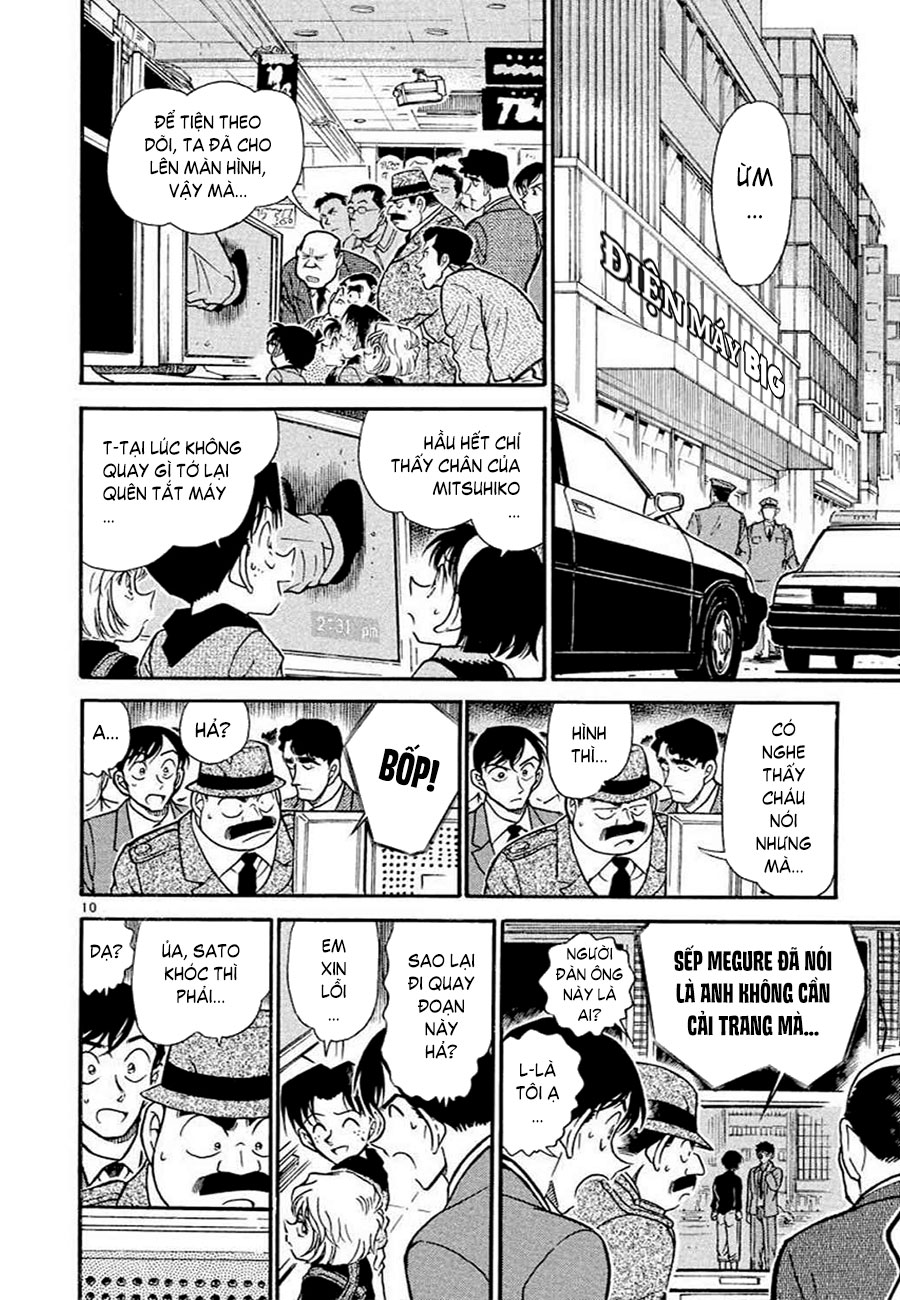 ỪM
...
ĐIỆN MÁY BIG
ĐỂ TIỆN THEO
DÕI, TA ĐÃ CHO
LÊN MÀN HÌNH,
VẬY MÀ...
HẦU HẾT CHỈ
THẤY CHÂN CỦA
MITSUHIKO
T-TẠI LÚC KHÔNG
QUAY GÌ TỚ LẠI
QUÊN TẮT MÁY
...
2:31 pm
CÓ
NGHE
THẤY
CHÁU
NÓI
NHƯNG
MÀ...
HÌNH
THÌ...
BỐP!
HẢ?
A...
10
SẾP MEGURE ĐÃ NÓI
LÀ ANH KHÔNG CẦN
CẢI TRANG MÀ...
NGƯỜI
ĐÀN ÔNG
NÀY LÀ
AI?
L-LÀ
TÔI Ạ
...
SAO LẠI
ĐI QUAY
ĐOẠN
NÀY
HẢ?
EM
XIN
LỖI
...
ỦA, SATO
KHÓC THÌ
PHẢI...
DẠ?